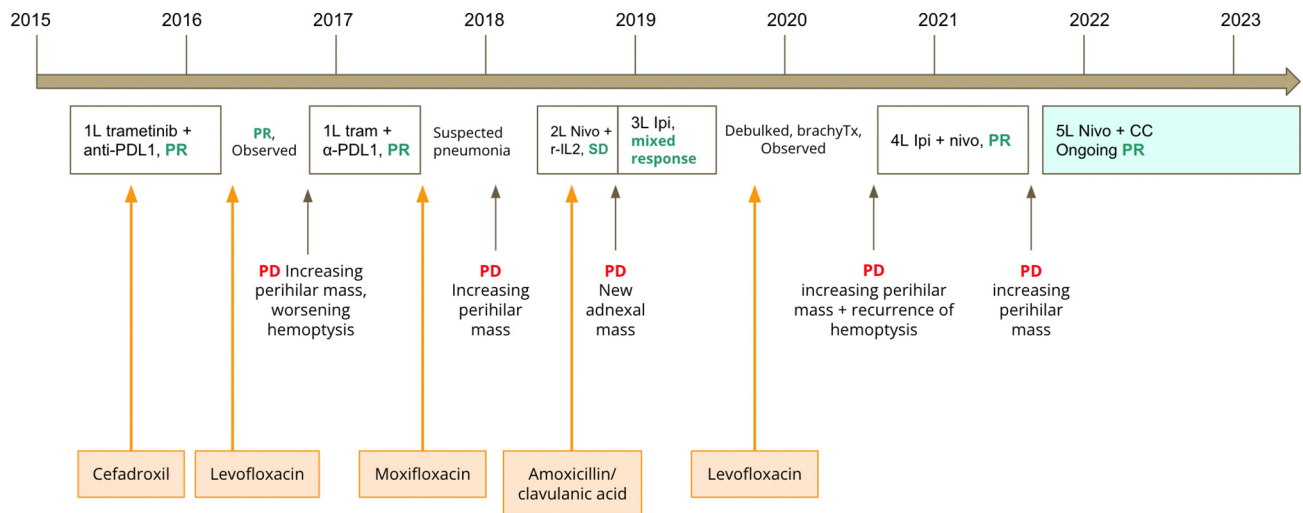 2015
2016
2017
2018
2019
2020
2021
2022
2023
1L trametinib +
anti-PDL1, PR
PR,
Observed
1L tram +
α-PDL1, PR
Suspected
pneumonia
2L Nivo +
r-IL2, SD
3L Ipi,
mixed
response
Debulked, brachyTx,
Observed
4L Ipi + nivo, PR
5L Nivo + CC
Ongoing PR
PD Increasing
perihilar mass,
worsening
hemoptysis
PD
Increasing
perihilar
mass
PD
New
adnexal
mass
PD
increasing perihilar
mass + recurrence of
hemoptysis
PD
increasing
perihilar
mass
Cefadroxil
Levofloxacin
Moxifloxacin
Amoxicillin/
clavulanic acid
Levofloxacin